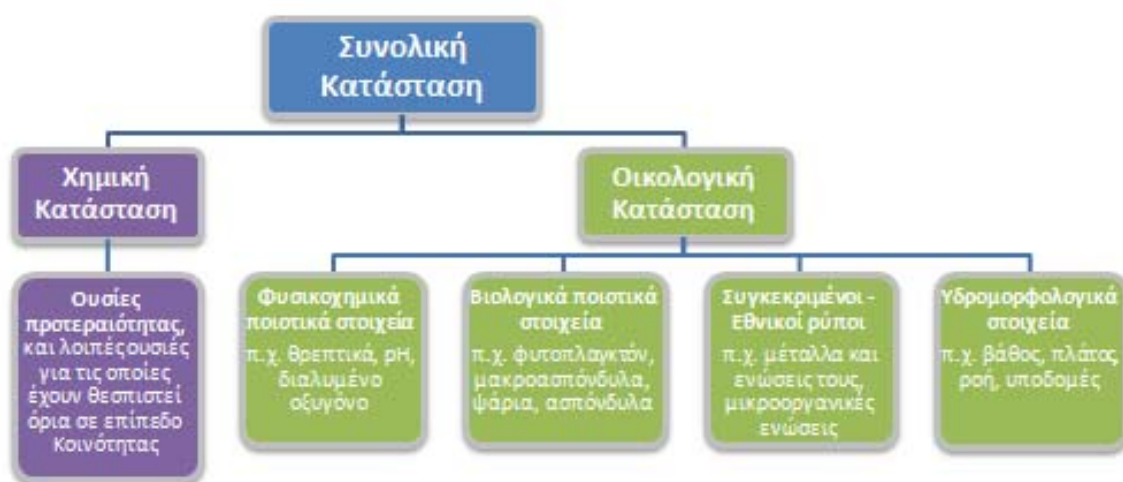 Συνολική
Κατάσταση
Χημική
Κατάσταση
Οικολογική
Κατάσταση
Ουσίες
προτεραιότητας,
και λοιπέςουσιές
για τις οποίες
έχουν θεσπιστεί
όρια σε επίπεδο
Κοινότητας
Φυσικοχημικά
ποιοτικά στοιχεία
π.χ. θρεπτικά, pH,
διαλυμένο
οξυγόνο
Βιολογικά ποιοτικά
στοιχεία
π.χ. φυτοπλαγκτόν,
μακροασπόνδυλα,
ψάρια, ασπόνδυλα
Συγκεκριμένοι -
Εθνικοί ρύποι
π.χ. μέταλλα και
ενώσεις τους,
μικροοργανικές
ενώσεις
Υδρομορφολογικά
στοιχεία
π.χ. βάθος, πλάτος,
ροή, υποδομές